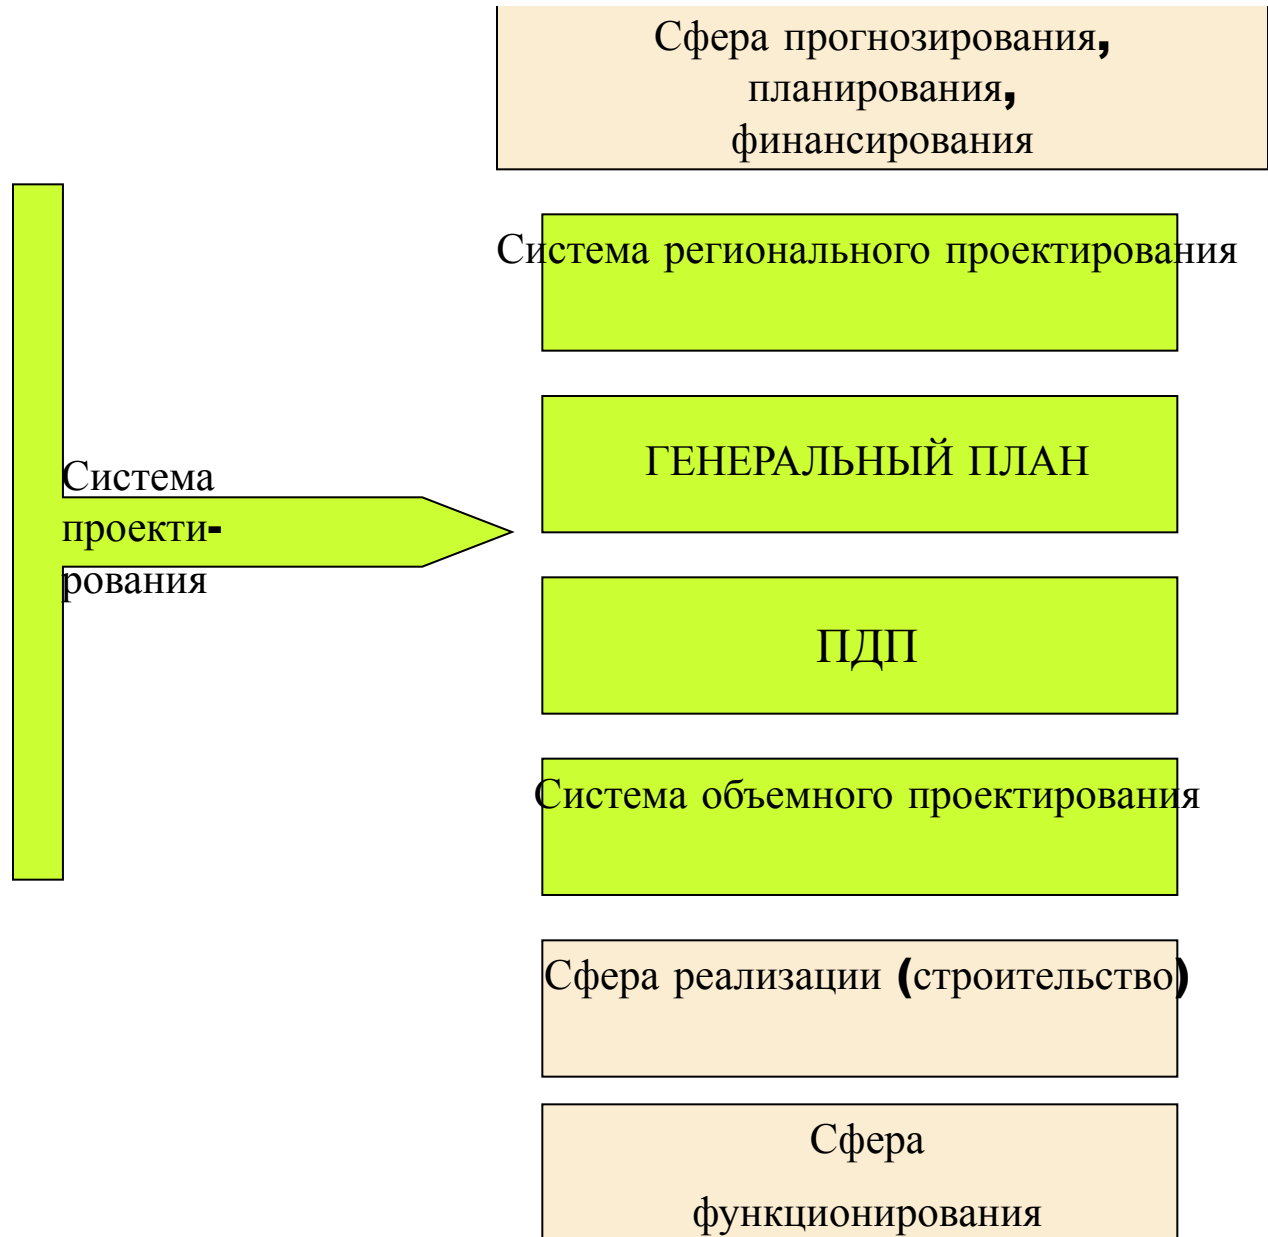 Сфера прогнозирования,
планирования,
финансирования
Система регионального проектирования
ГЕНЕРАЛЬНЫЙ ПЛАН
Система
проекти-
рования
ПДП
Система объемного проектирования
Сфера реализации (строительство)
Сфера
функционирования